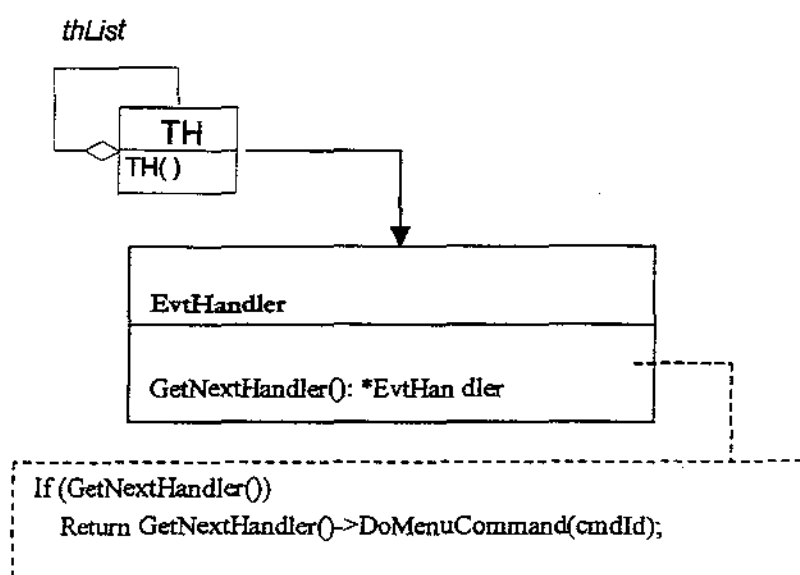 thList
TH
TH()
EvtHandler
GetNextHandler(): *EvtHan dler
If (GetNextHandler())
Return GetNextHandler()->DoMenuCommand(cmdId);